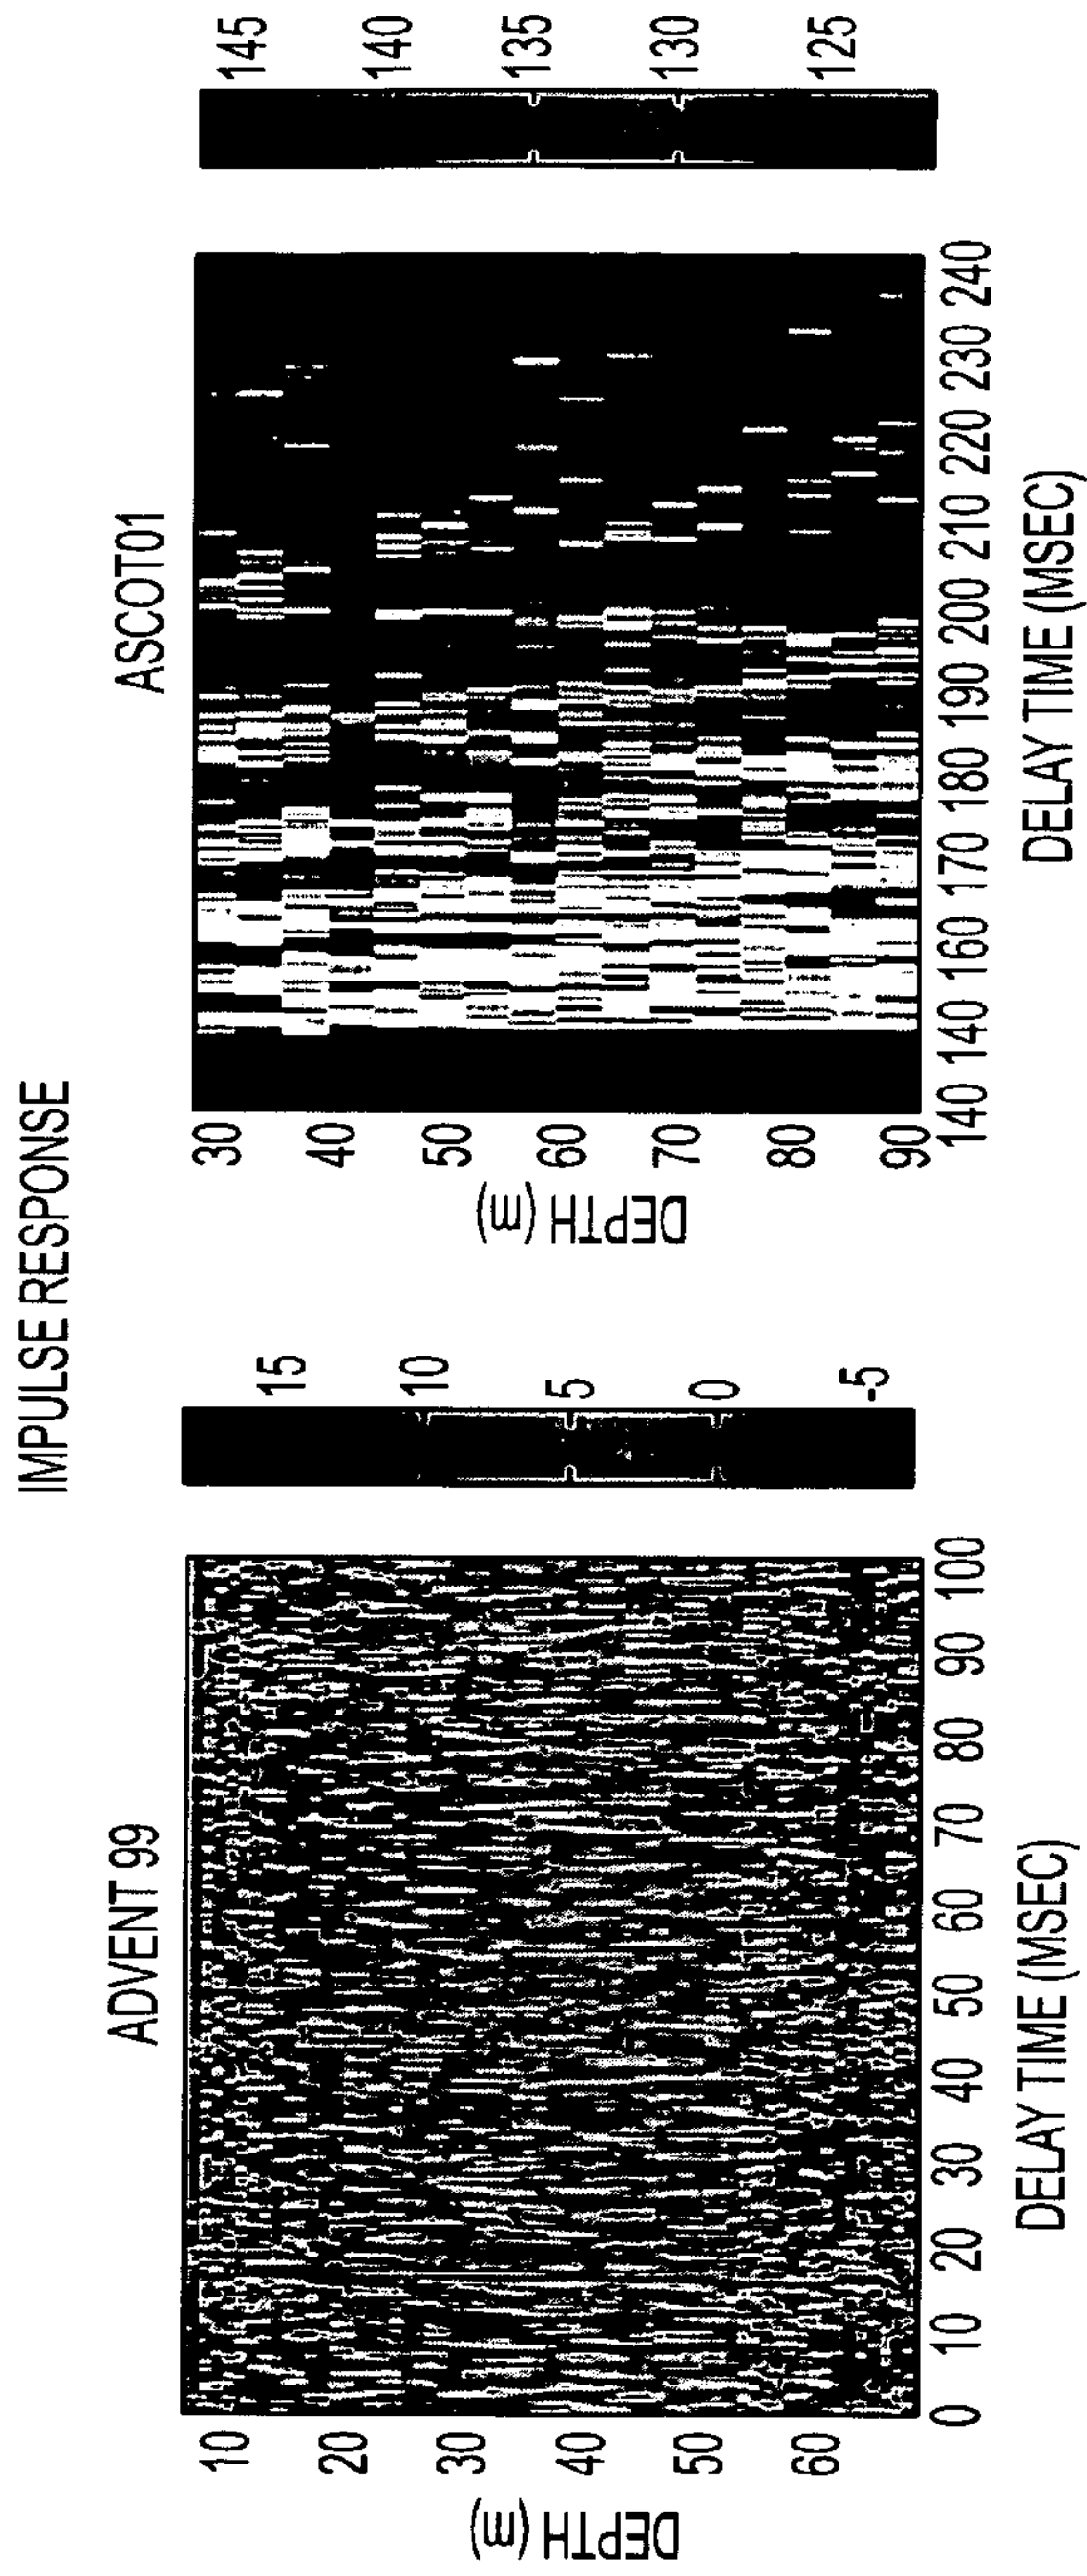 IMPULSE RESPONSE
ADVENT 99
DEPTH (m)
10
20
30
40
50
60
0 10 20 30 40 50 60 70 80 90 100
DELAY TIME (MSEC)
15
10
5
0
-5
ASCOT01
DEPTH (m)
30
40
50
60
70
80
90
140 140 160 170 180 190 200 210 220 230 240
DELAY TIME (MSEC)
145
140
135
130
125